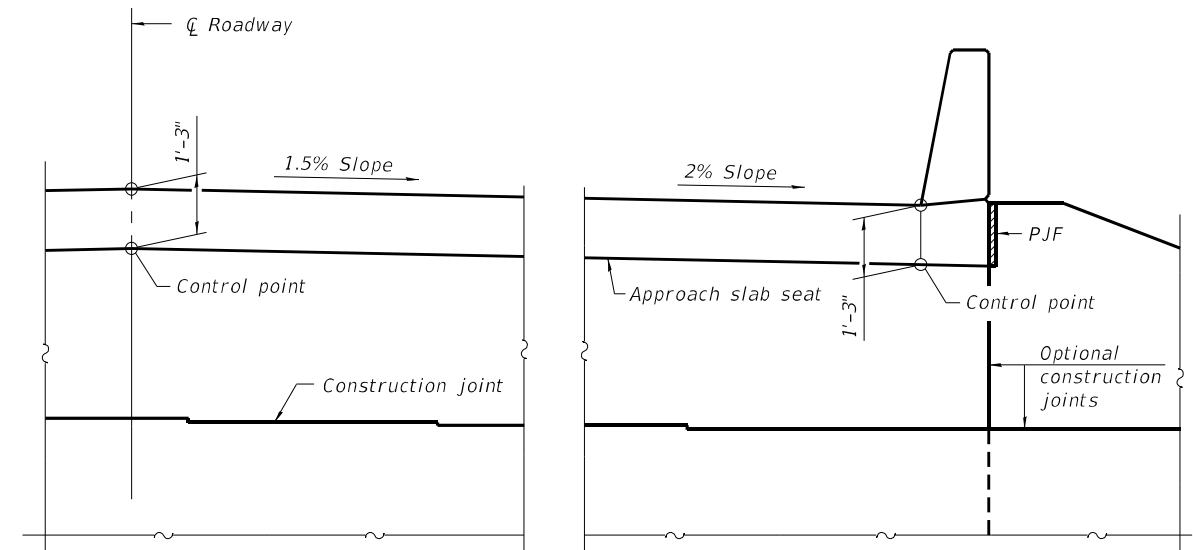 ℄ Roadway
1'-3"
1.5% Slope
Control point
Construction joint
2% Slope
PJF
Approach slab seat
1'-3"
Control point
Optional
construction
joints